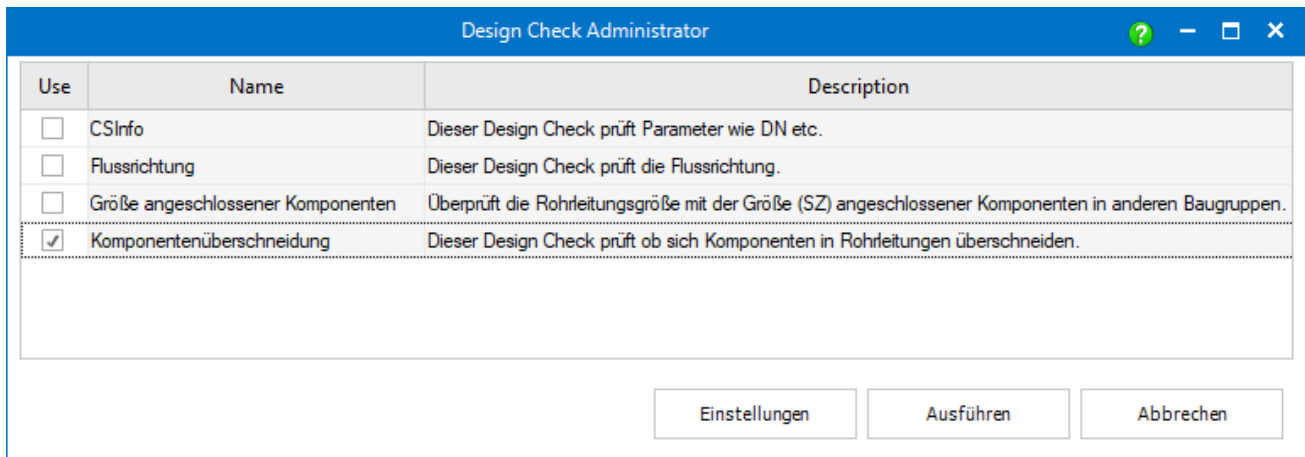 Design Check Administrator
Use Name Description
CSInfo Dieser Design Check prüft Parameter wie DN etc.
Flussrichtung Dieser Design Check prüft die Flussrichtung.
Größe angeschlossener Komponenten Überprüft die Rohrleitungsgröße mit der Größe (SZ) angeschlossener Komponenten in anderen Baugruppen.
Komponentenüberschneidung Dieser Design Check prüft ob sich Komponenten in Rohrleitungen überschneiden.
Einstellungen Ausführen Abbrechen